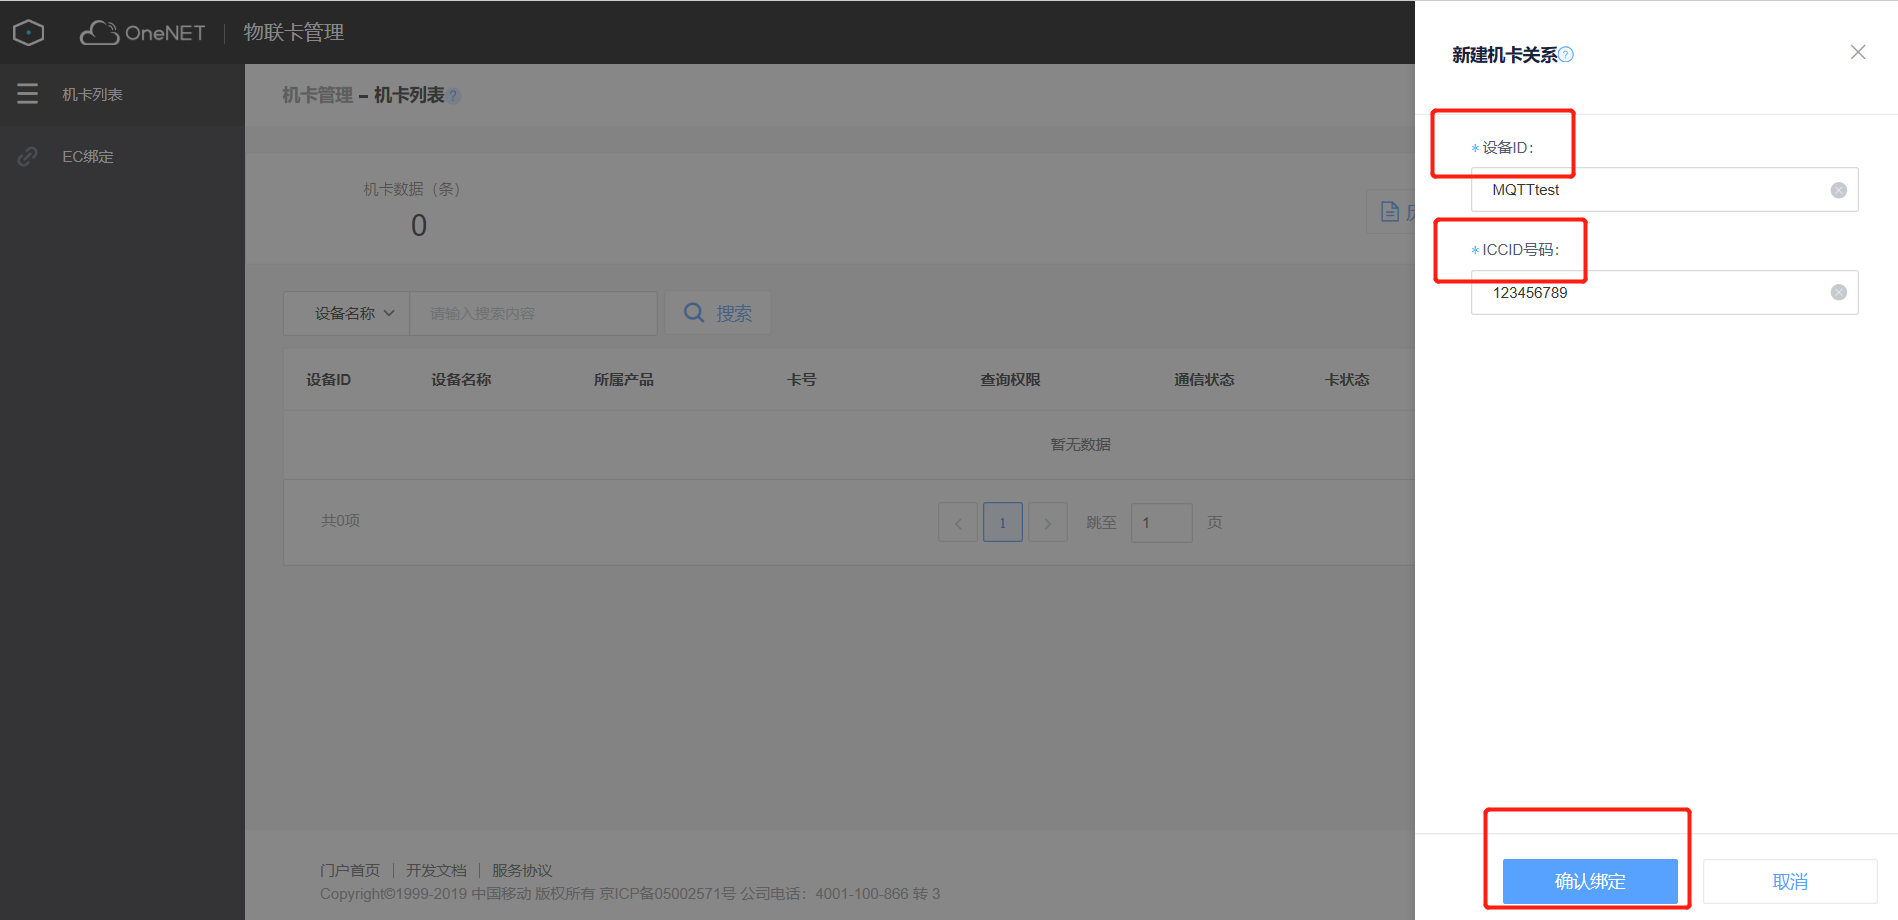 OneNET | 物联卡管理
机卡列表
EC绑定
机卡管理 – 机卡列表?
机卡数据（条）
0
设备名称
请输入搜索内容
搜索
设备ID 设备名称 所属产品 卡号 查询权限 通信状态 卡状态
暂无数据
共0项
1
跳至 1 页
门户首页 | 开发文档 | 服务协议
Copyright©1999-2019 中国移动 版权所有 京ICP备05002571号 公司电话：4001-100-866 转 3
新建机卡关系?
*设备ID：
MQTTtest
*ICCID号码：
123456789
确认绑定
取消